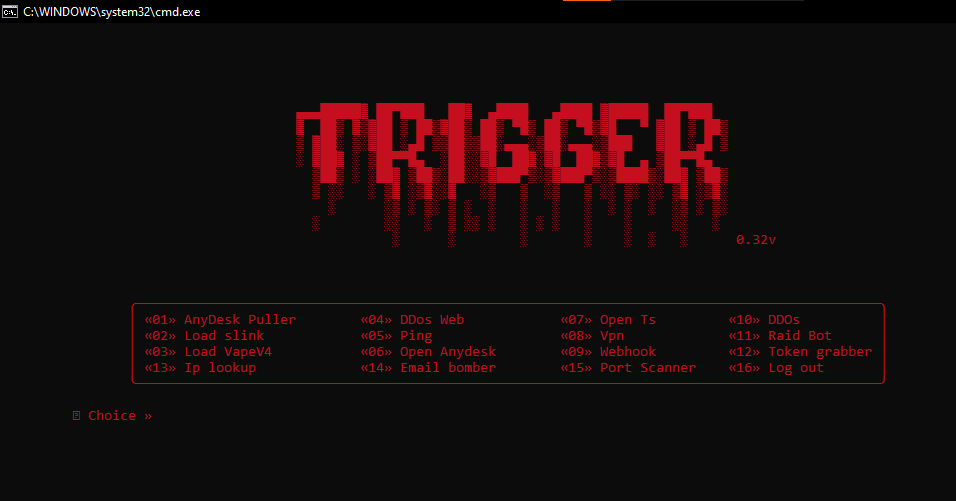 C:\WINDOWS\system32\cmd.exe
TRIGGER
0.32v
«01» AnyDesk Puller «04» DDos Web «07» Open Ts «10» DDOs
«02» Load slink «05» Ping «08» Vpn «11» Raid Bot
«03» Load VapeV4 «06» Open Anydesk «09» Webhook «12» Token grabber
«13» Ip lookup «14» Email bomber «15» Port Scanner «16» Log out
Choice »